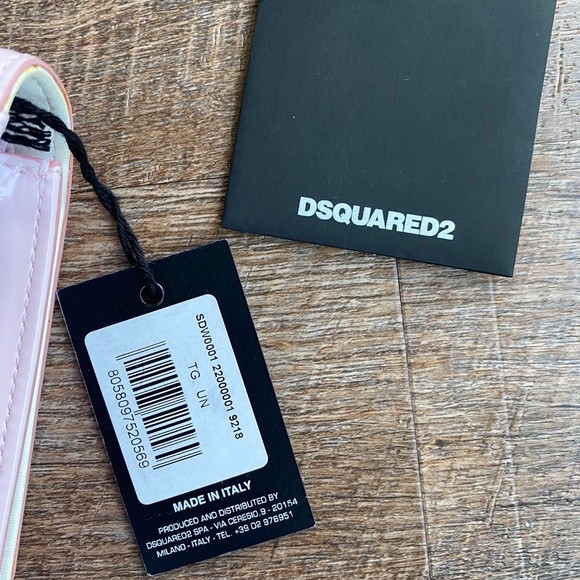 DSQUARED2
SDW0001 22000001 9218
TG. UN
8058097520569
MADE IN ITALY
PRODUCED AND DISTRIBUTED BY
DSQUARED2 SPA - VIA CERESIO, 9 - 20154
MILANO - ITALY - TEL. +39 02 976951